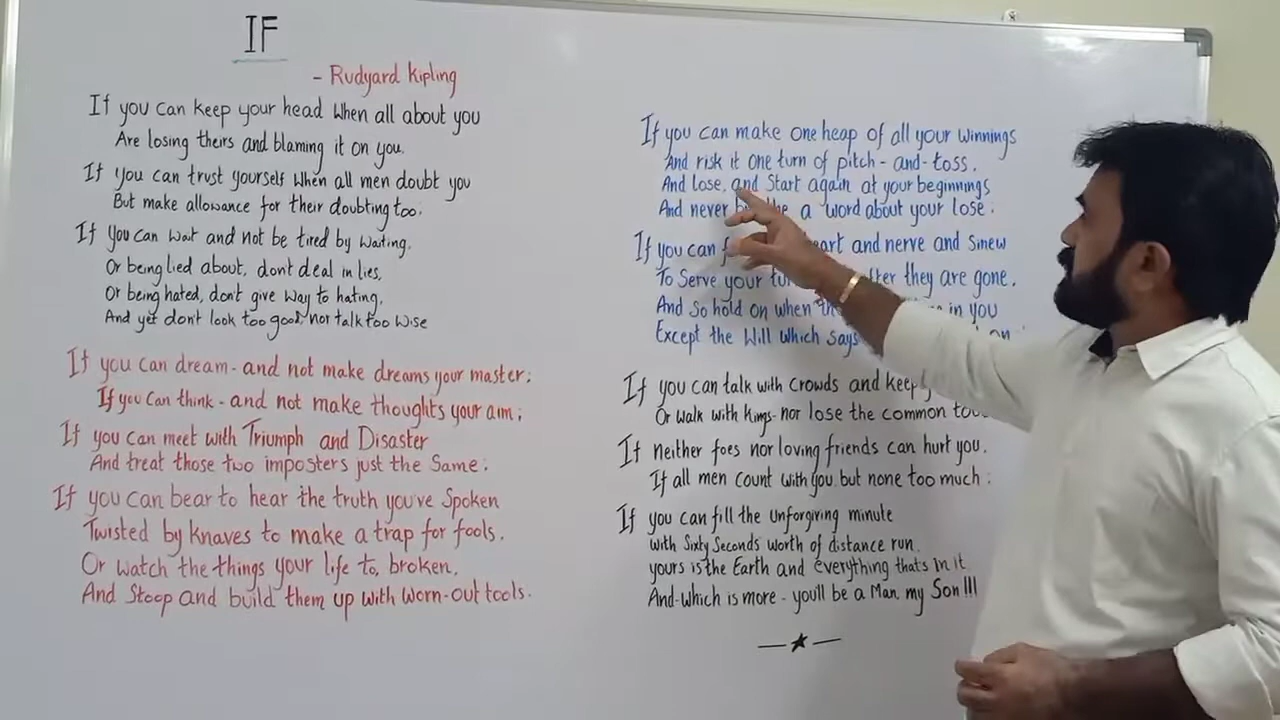 IF
- Rudyard Kipling
If you can keep your head When all about you
Are losing theirs and blaming it on you.
If you can trust yourself When all men doubt you
But make allowance for their doubting too;
If you can wait and not be tired by waiting.
Or being lied about, don't deal in lies,
Or being hated, don't give way to hating,
And yet don't look too good, nor talk too wise
If you can dream - and not make dreams your master;
If you can think - and not make thoughts your aim;
If you can meet with Triumph and Disaster
And treat those two imposters just the Same;
If you can bear to hear the truth you've Spoken
Twisted by knaves to make a trap for fools.
Or watch the things your life to, broken,
And Stoop and build them up with worn-out tools.
If you can make one heap of all your winnings
And risk it one turn of pitch - and - toss.
And lose, and Start again at your beginnings
And never a word about your lose.
If you can and nerve and Sinew
To Serve your they are gone.
And So hold on when in you
Except the Will which says
If you can talk with crowds and keep
Or walk with kings - nor lose the common
If neither foes nor loving friends can hurt you.
If all men count with you, but none too much;
If you can fill the unforgiving minute
with Sixty Seconds worth of distance run.
yours is the Earth and everything that's in it
And-which is more - you'll be a Man, my Son!!!